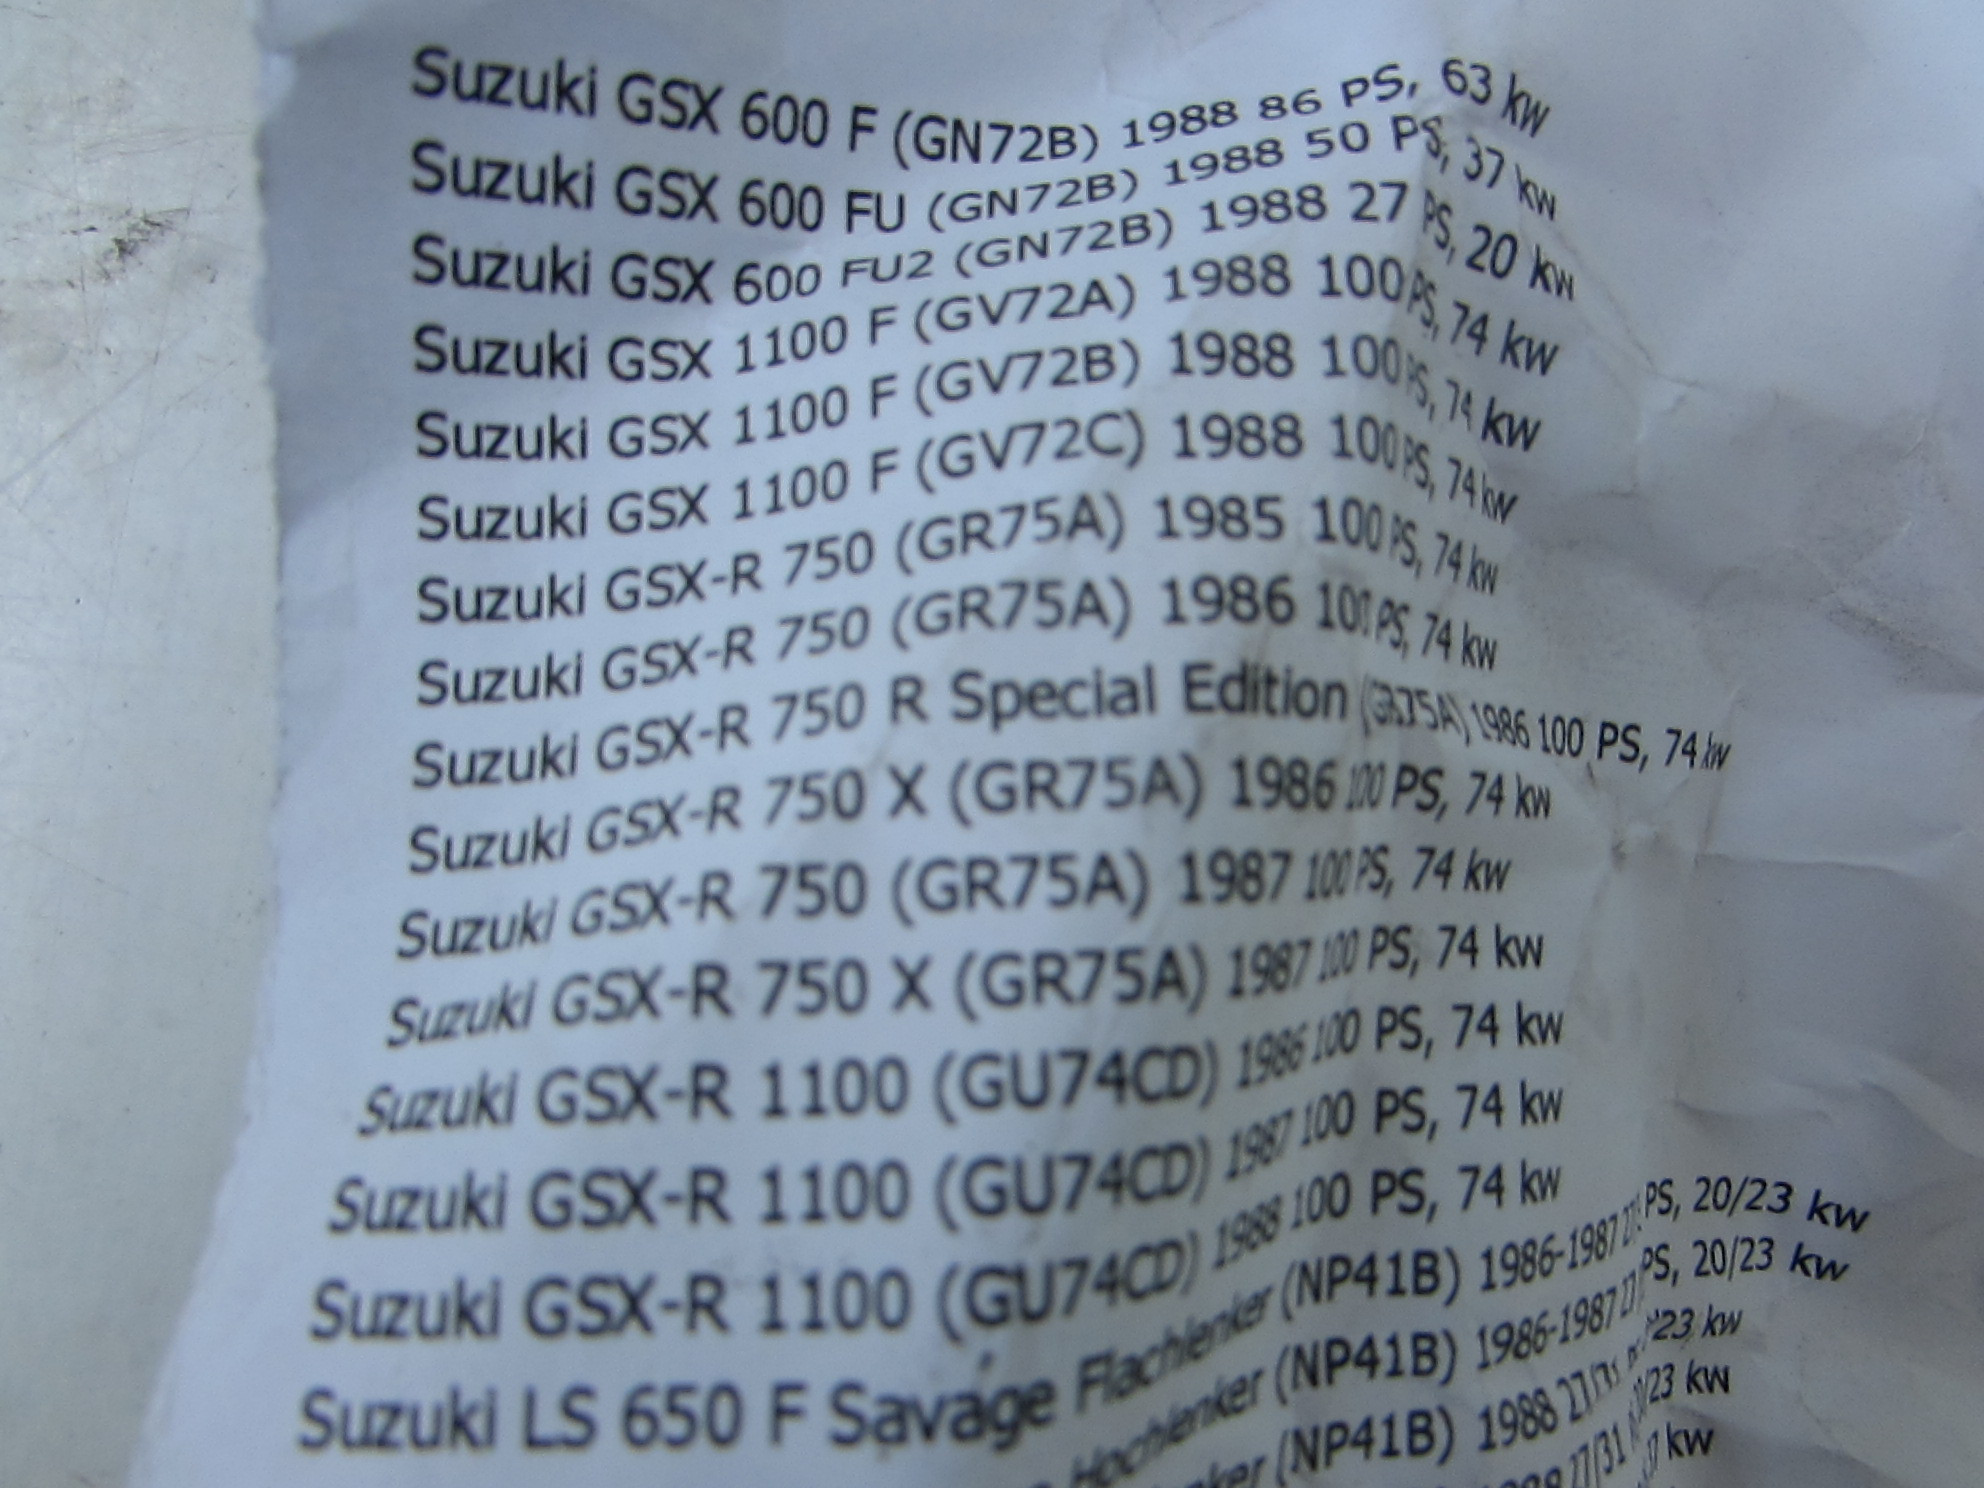 Suzuki GSX 600 F (GN72B) 1988 86 PS, 63 kw
Suzuki GSX 600 FU (GN72B) 1988 50 PS, 37 kw
Suzuki GSX 600 FU2 (GN72B) 1988 27 PS, 20 kw
Suzuki GSX 1100 F (GV72A) 1988 100 PS, 74 kw
Suzuki GSX 1100 F (GV72B) 1988 100 PS, 74 kw
Suzuki GSX 1100 F (GV72C) 1988 100 PS, 74 kw
Suzuki GSX-R 750 (GR75A) 1985 100 PS, 74 kw
Suzuki GSX-R 750 (GR75A) 1986 100 PS, 74 kw
Suzuki GSX-R 750 R Special Edition (GR75A) 1986 100 PS, 74 kw
Suzuki GSX-R 750 X (GR75A) 1986 100 PS, 74 kw
Suzuki GSX-R 750 (GR75A) 1987 100 PS, 74 kw
Suzuki GSX-R 750 X (GR75A) 1987 100 PS, 74 kw
Suzuki GSX-R 1100 (GU74CD) 1986 100 PS, 74 kw
Suzuki GSX-R 1100 (GU74CD) 1987 100 PS, 74 kw
Suzuki GSX-R 1100 (GU74CD) 1988 100 PS, 74 kw
Suzuki LS 650 F Savage Flachlenker (NP41B) 1986-1987 PS, 20/23 kw
Hochlenker (NP41B) 1986-1987 PS, 20/23 kw
(NP41B) 1988 kw
27/31 kw
kw